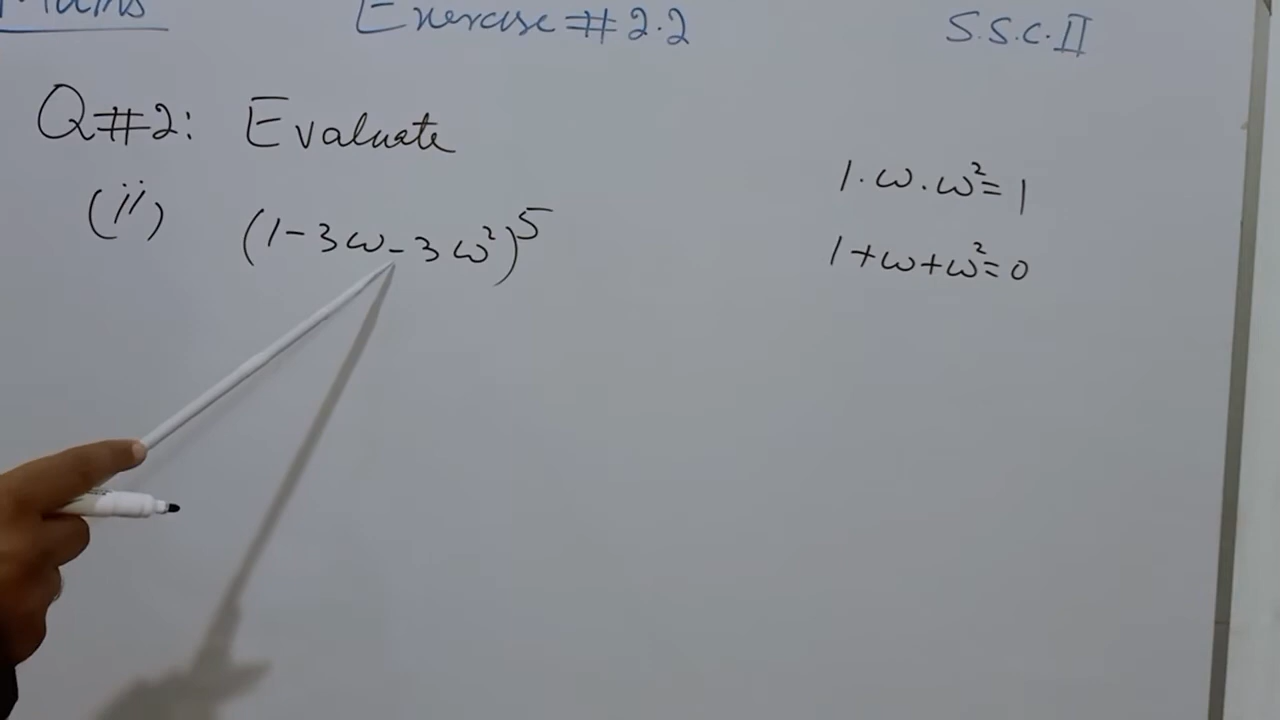 Maths Exercise # 2.2 S.S.C.II
Q#2: Evaluate
(ii) (1-3ω-3ω²)⁵
1.ω.ω²=1
1+ω+ω²=0